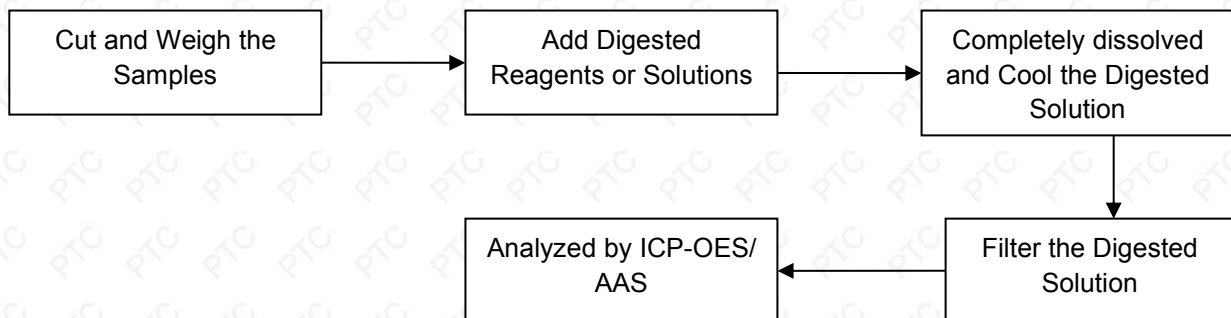 Cut and Weigh the
Samples
Add Digested
Reagents or Solutions
Completely dissolved
and Cool the Digested
Solution
Filter the Digested
Solution
Analyzed by ICP-OES/
AAS
PTC